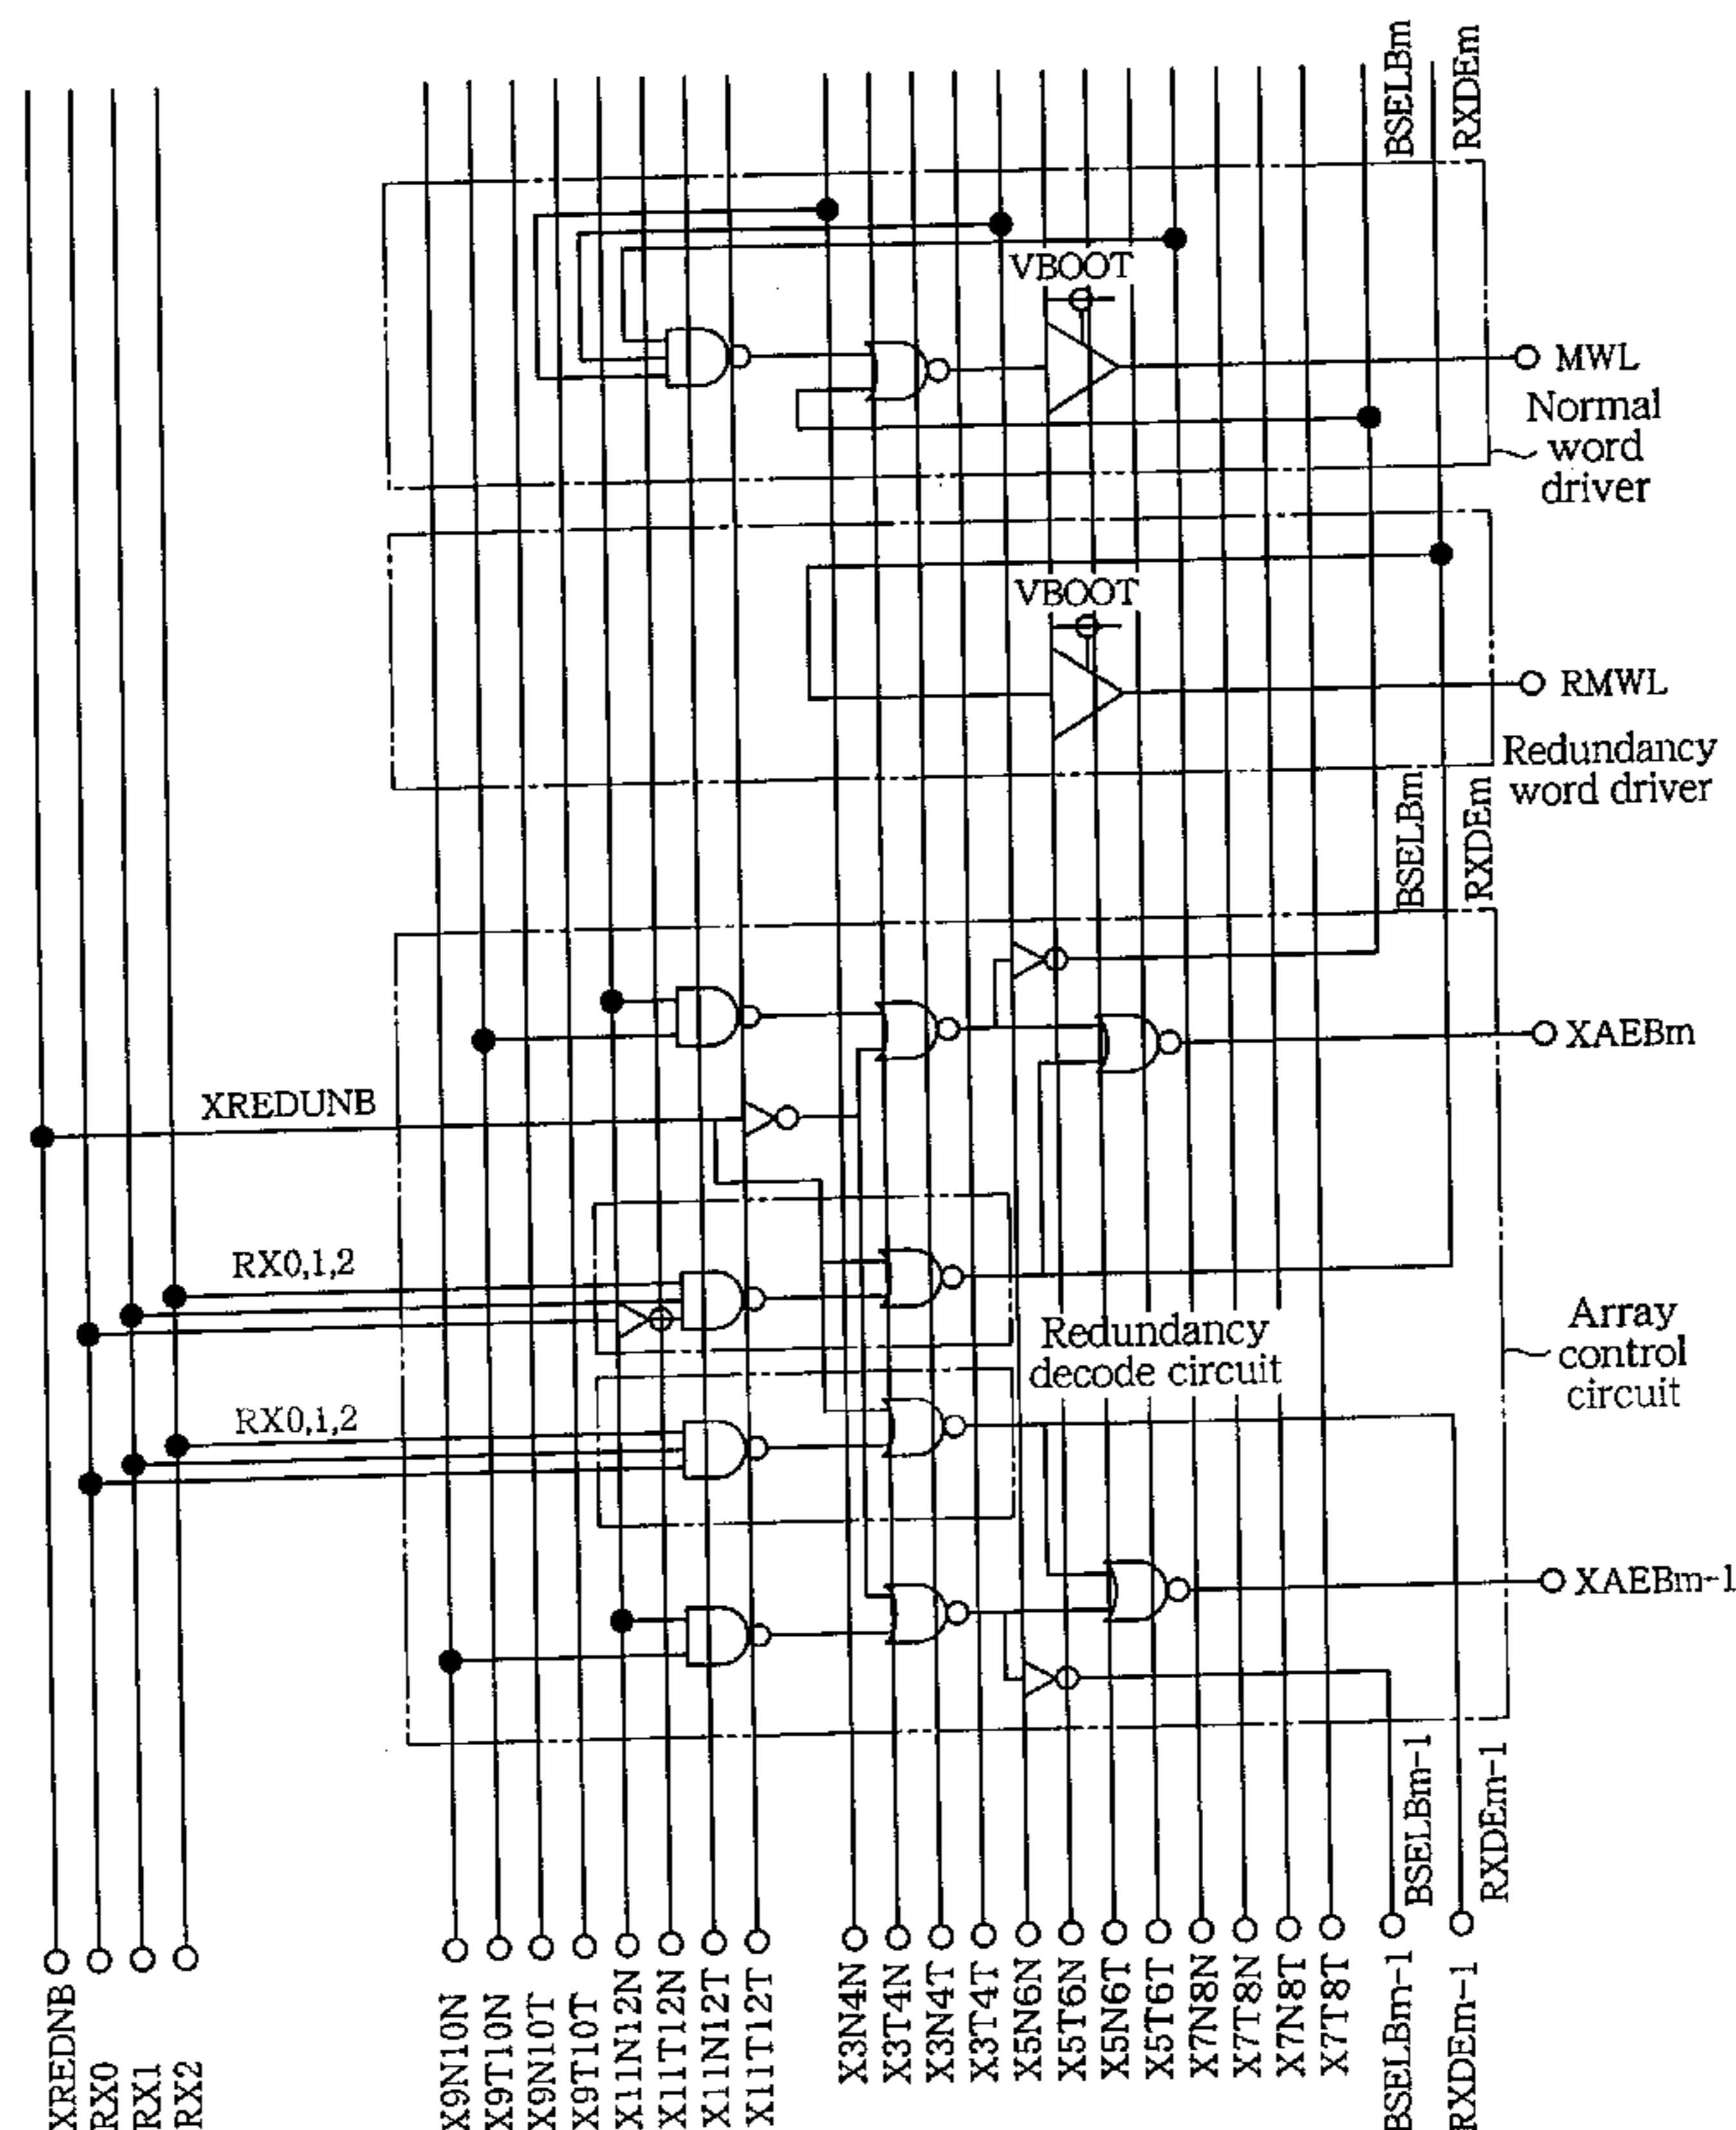 BSELBm
RXDEm
VBOOT
MWL
Normal
word
driver
VBOOT
RMWL
Redundancy
word driver
BSELBm
RXDEm
XAEBm
XREDUNB
RX0,1,2
Redundancy
decode circuit
Array
control
circuit
RX0,1,2
XAEBm-1
BSELBm-1
RXDEm-1
XREDNB
RX0
RX1
RX2
X9N10N
X9T10N
X9N10T
X9T10T
X11N12N
X11T12N
X11N12T
X11T12T
X3N4N
X3T4N
X3N4T
X3T4T
X5N6N
X5T6N
X5N6T
X5T6T
X7N8N
X7T8N
X7N8T
X7T8T
BSELBm-1
RXDEm-1